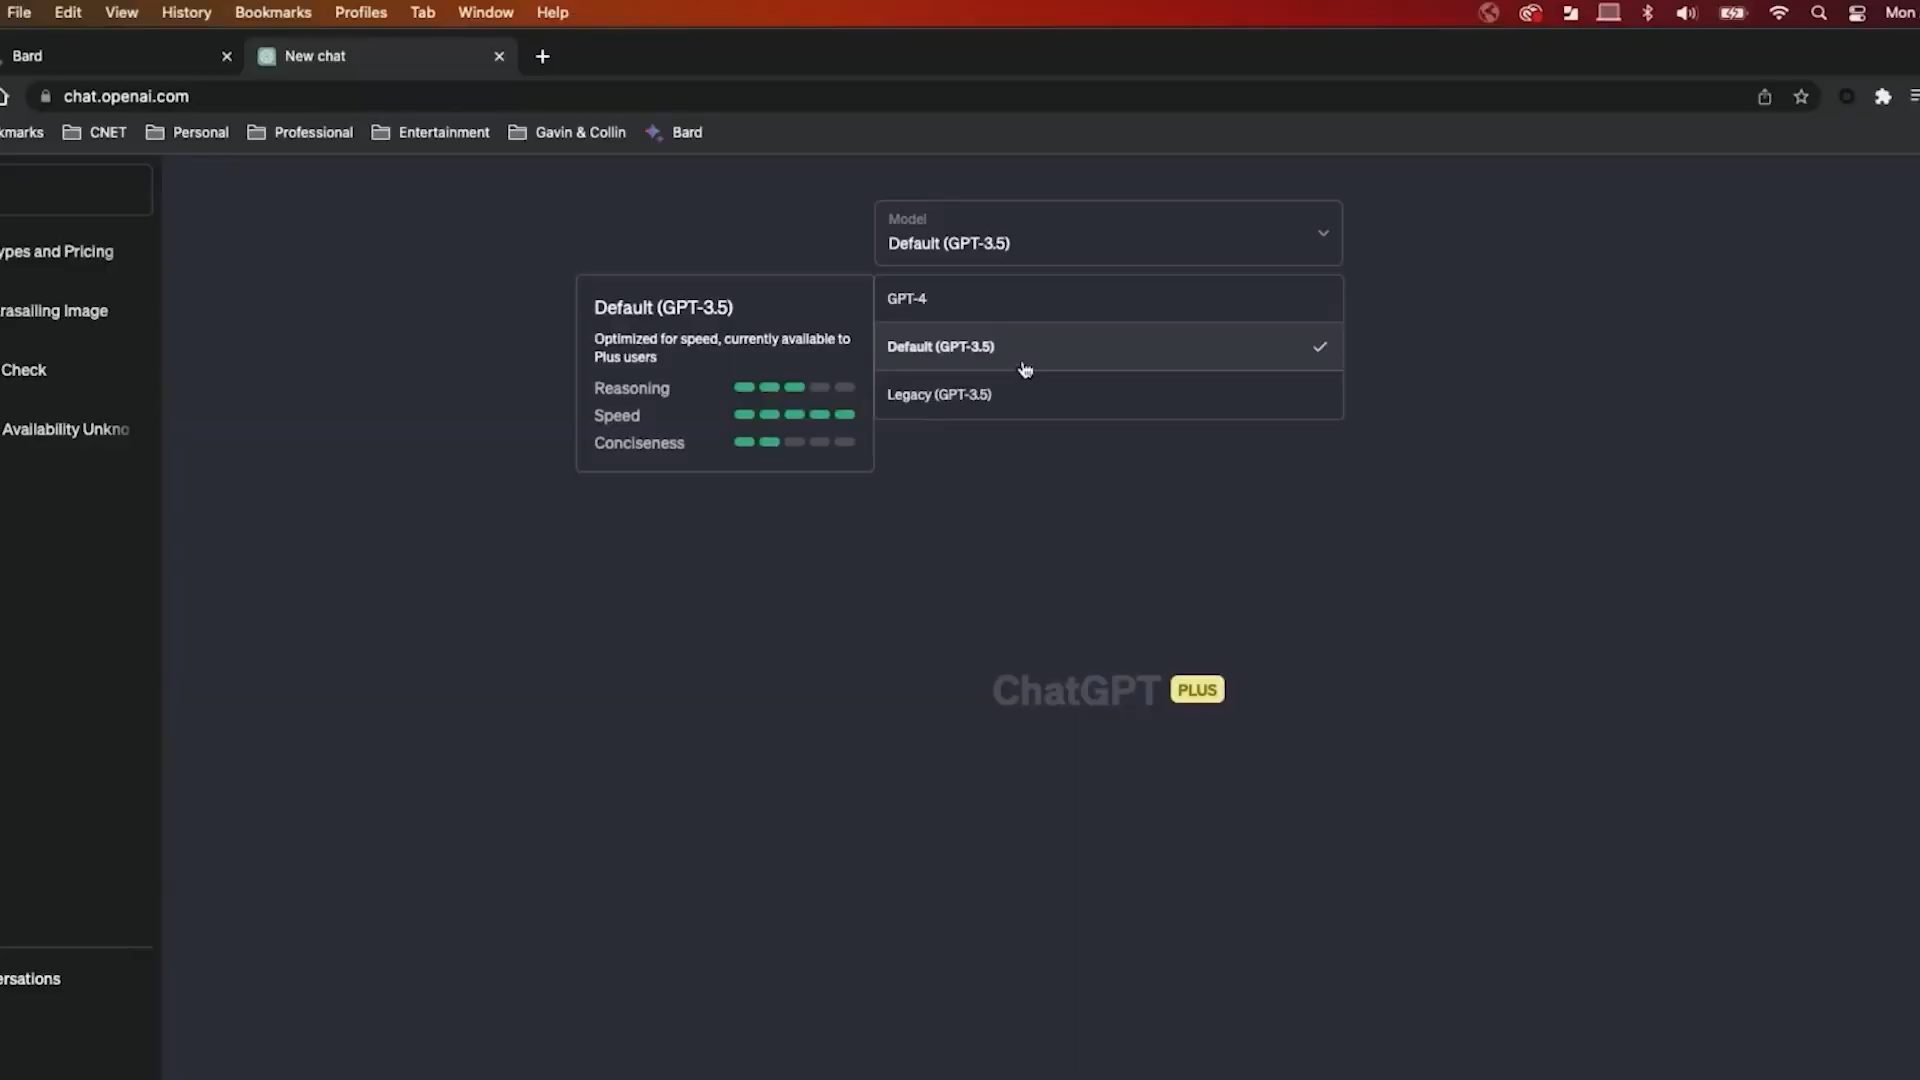 File Edit View History Bookmarks Profiles Tab Window Help Mon
Bard New chat
chat.openai.com
kmarks CNET Personal Professional Entertainment Gavin & Collin Bard
Model
Default (GPT-3.5)
ypes and Pricing
rasailing Image
Check
Availability Unkno
Default (GPT-3.5)
Optimized for speed, currently available to
Plus users
Reasoning
Speed
Conciseness
GPT-4
Default (GPT-3.5)
Legacy (GPT-3.5)
ChatGPT PLUS
ersations